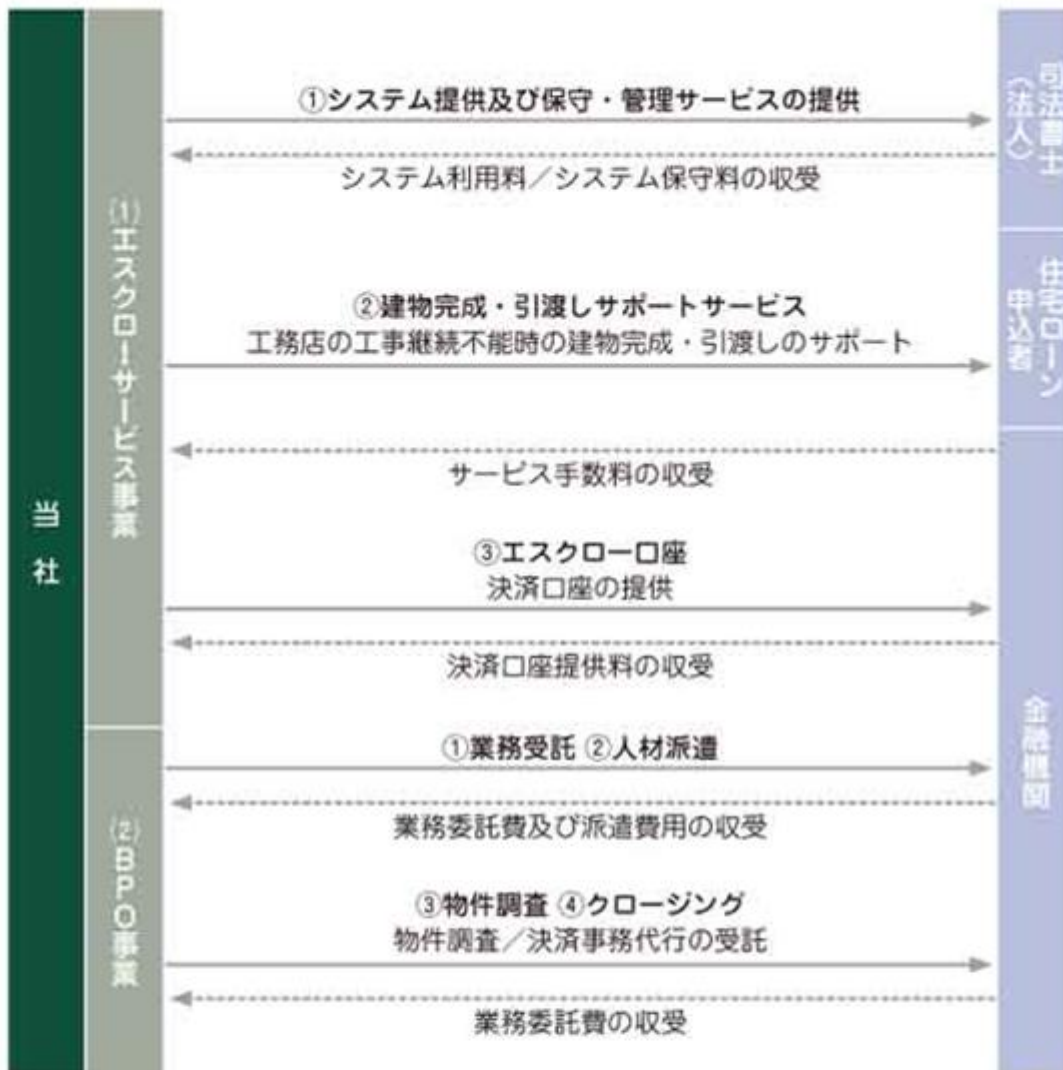 当社
(1)エスクローサービス事業
(2)BPO事業
①システム提供及び保守・管理サービスの提供
システム利用料／システム保守料の収受
②建物完成・引渡しサポートサービス
工務店の工事継続不能時の建物完成・引渡しのサポート
サービス手数料の収受
③エスクロー口座
決済口座の提供
決済口座提供料の収受
①業務受託 ②人材派遣
業務委託費及び派遣費用の収受
③物件調査 ④クロージング
物件調査／決済事務代行の受託
業務委託費の収受
司法書士
（法人）
住宅ローン
申込者
金融機関